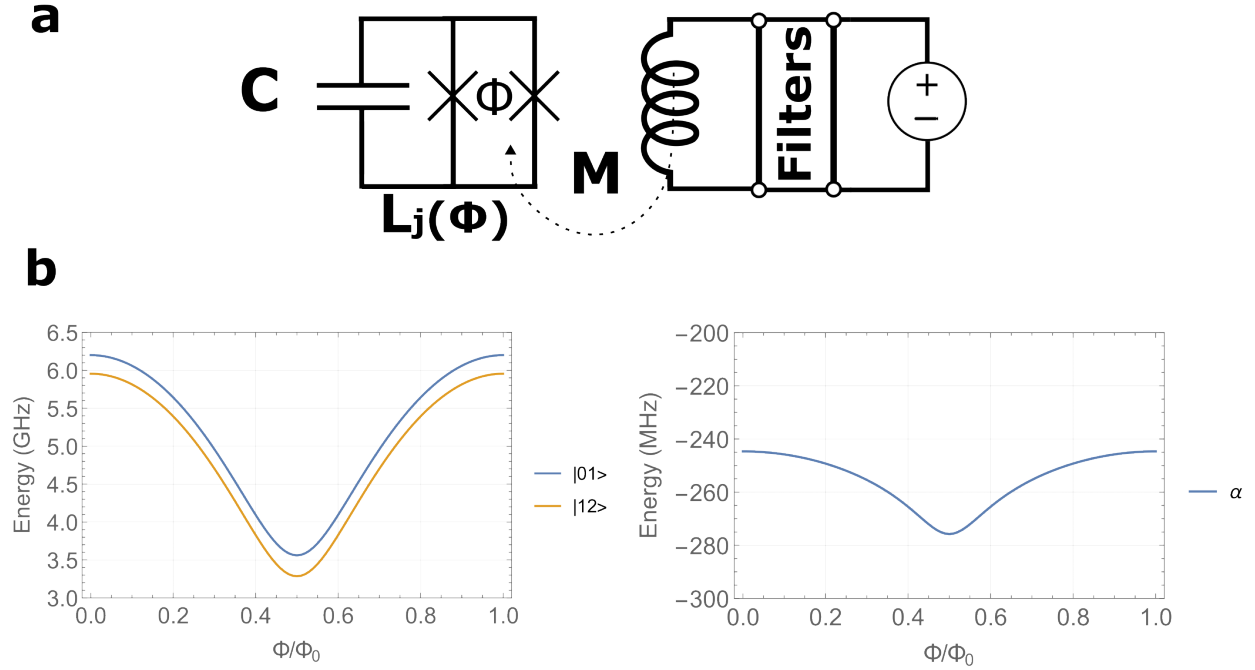 a
C
Φ
M
Filters
+
−
Lj(Φ)
b
Energy (GHz)
6.5
6.0
5.5
5.0
4.5
4.0
3.5
3.0
0.0 0.2 0.4 0.6 0.8 1.0
Φ/Φ0
|01>
|12>
Energy (MHz)
−200
−220
−240
−260
−280
−300
0.0 0.2 0.4 0.6 0.8 1.0
Φ/Φ0
α